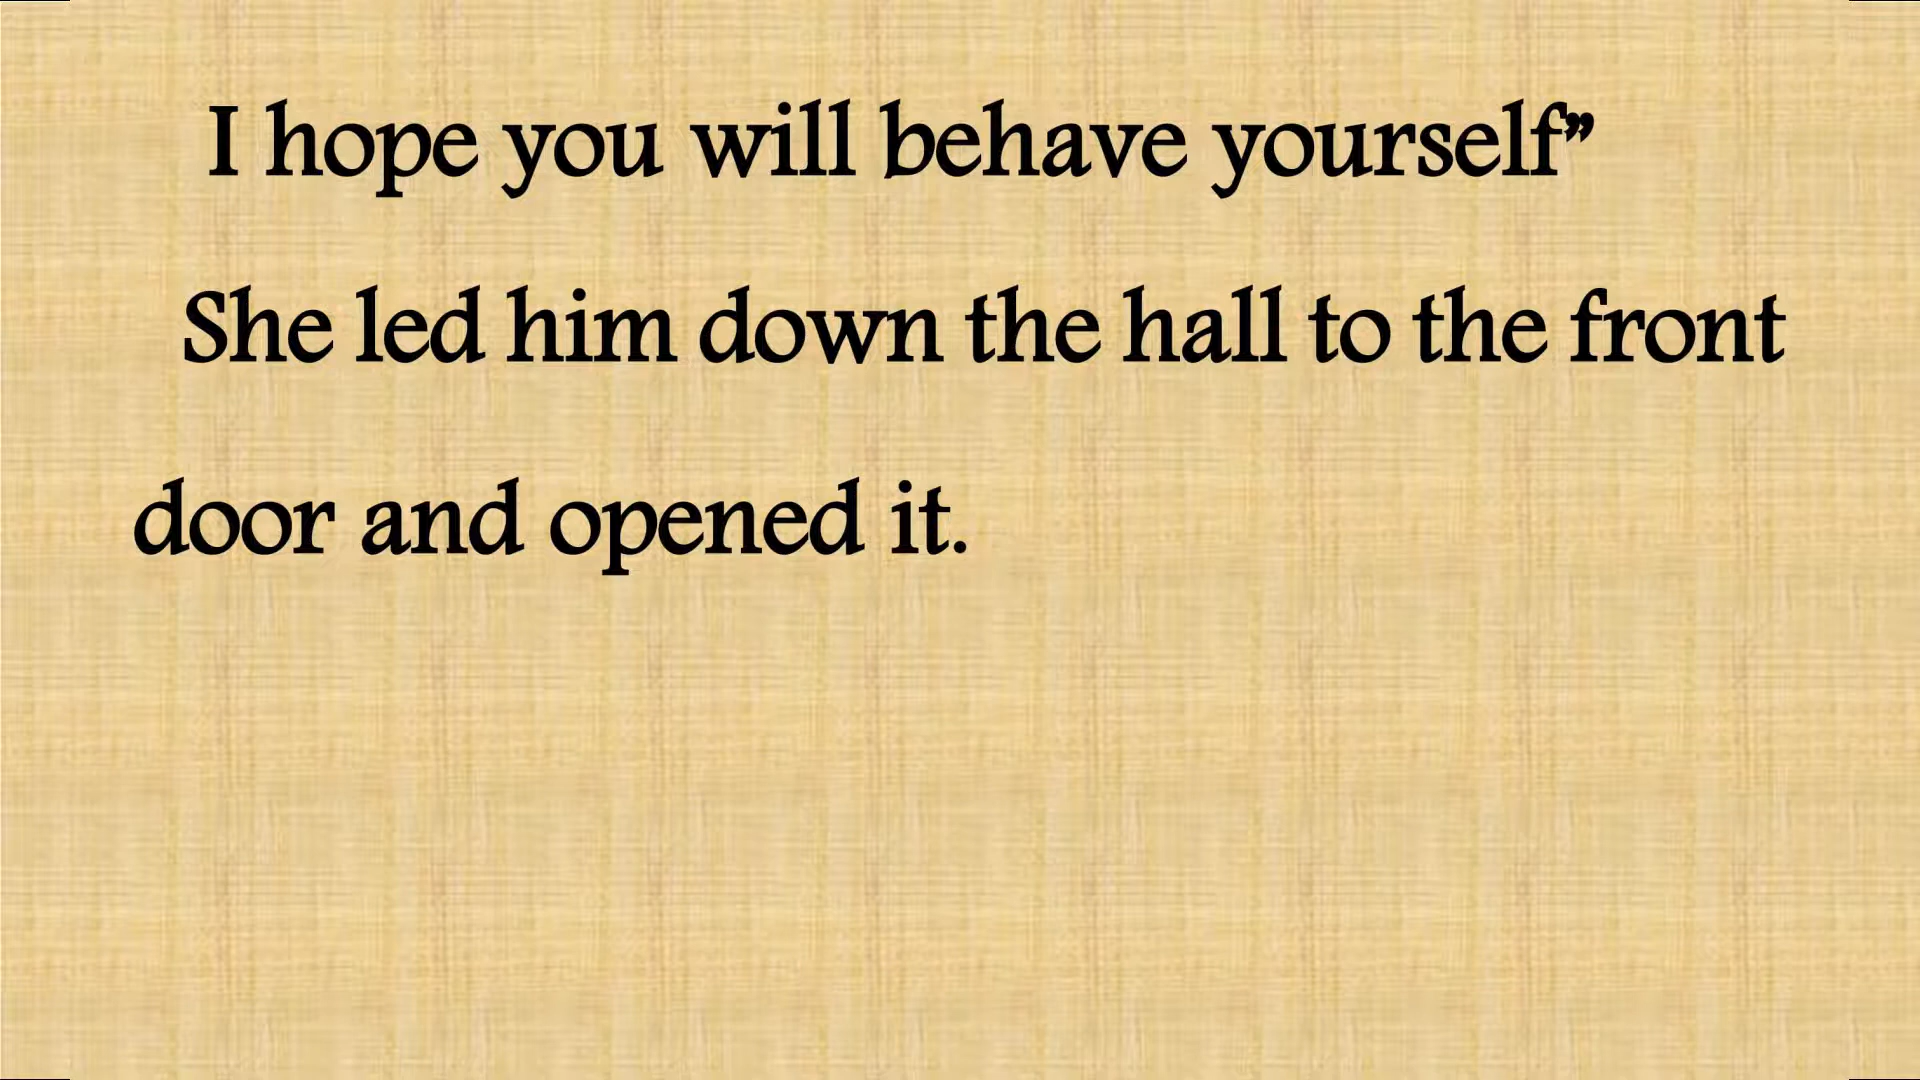 I hope you will behave yourself”
She led him down the hall to the front
door and opened it.